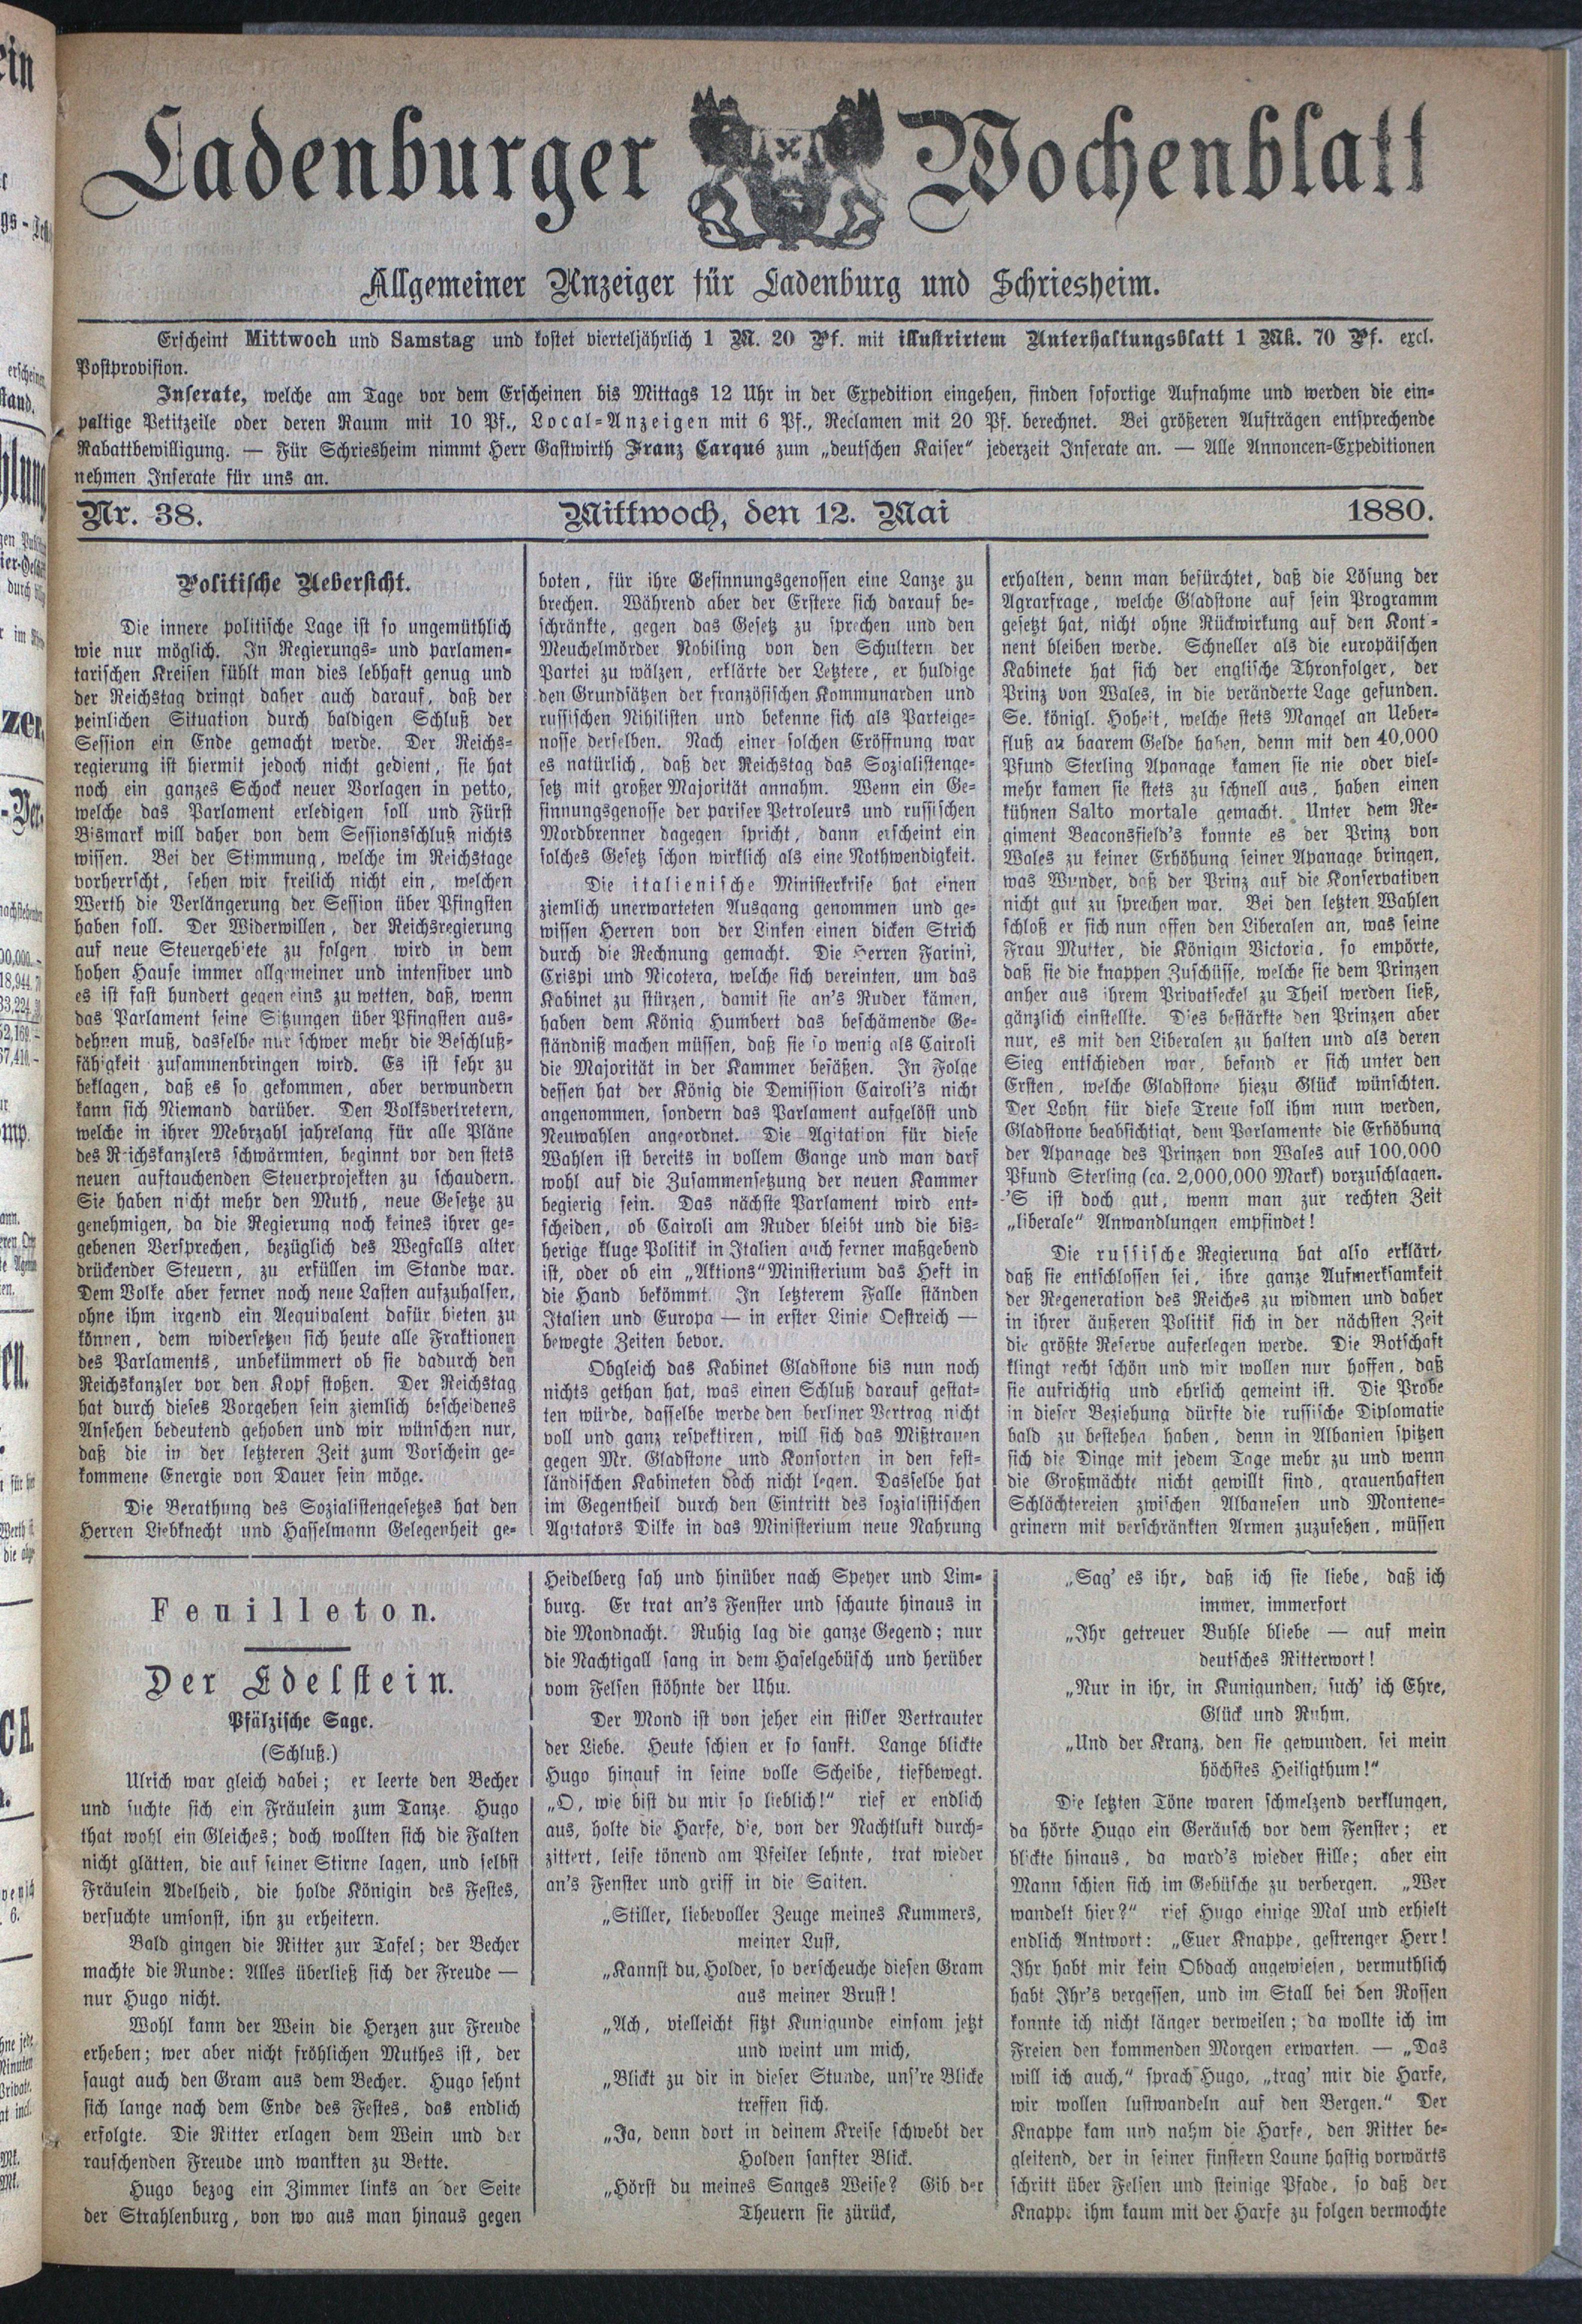 Ladenburger Wochenblatt
Allgemeiner Anzeiger für Ladenburg und Schriesheim.
Erscheint Mittwoch und Samstag und kostet vierteljährlich 1 M. 20 Pf. mit illustrirtem Unterhaltungsblatt 1 Mk. 70 Pf. excl.
Postprovision.
Inserate, welche am Tage vor dem Erscheinen bis Mittags 12 Uhr in der Expedition eingehen, finden sofortige Aufnahme und werden die ein-
paltige Petitzeile oder deren Raum mit 10 Pf., Local-Anzeigen mit 6 Pf., Reclamen mit 20 Pf. berechnet. Bei größeren Aufträgen entsprechende
Rabattbewilligung. — Für Schriesheim nimmt Herr Gastwirth Franz Carqué zum „deutschen Kaiser“ jederzeit Inserate an. — Alle Annoncen-Expeditionen
nehmen Inserate für uns an.
Nr. 38. Mittwoch, den 12. Mai 1880.
Politische Uebersicht.
Die innere politische Lage ist so ungemüthlich
wie nur möglich. In Regierungs- und parlamen-
tarischen Kreisen fühlt man dies lebhaft genug und
der Reichstag dringt daher auch darauf, daß der
peinlichen Situation durch baldigen Schluß der
Session ein Ende gemacht werde. Der Reichs-
regierung ist hiermit jedoch nicht gedient, sie hat
noch ein ganzes Schock neuer Vorlagen in petto,
welche das Parlament erledigen soll und Fürst
Bismark will daher von dem Sessionsschluß nichts
wissen. Bei der Stimmung, welche im Reichstage
vorherrscht, sehen wir freilich nicht ein, welchen
Werth die Verlängerung der Session über Pfingsten
haben soll. Der Widerwillen, der Reichsregierung
auf neue Steuergebiete zu folgen wird in dem
hohen Hause immer allgemeiner und intensiver und
es ist fast hundert gegen eins zu wetten, daß, wenn
das Parlament seine Sitzungen über Pfingsten aus-
dehnen muß, dasselbe nur schwer mehr die Beschluß-
fähigkeit zusammenbringen wird. Es ist sehr zu
beklagen, daß es so gekommen, aber verwundern
kann sich Niemand darüber. Den Volksvertretern,
welche in ihrer Mehrzahl jahrelang für alle Pläne
des Reichskanzlers schwärmten, beginnt vor den stets
neuen auftauchenden Steuerprojekten zu schaudern.
Sie haben nicht mehr den Muth, neue Gesetze zu
genehmigen, da die Regierung noch keines ihrer ge-
gebenen Versprechen, bezüglich des Wegfalls alter
drückender Steuern, zu erfüllen im Stande war.
Dem Volke aber ferner noch neue Lasten aufzuhalsen,
ohne ihm irgend ein Aequivalent dafür bieten zu
können, dem widersetzen sich heute alle Fraktionen
des Parlaments, unbekümmert ob sie dadurch den
Reichskanzler vor den Kopf stoßen. Der Reichstag
hat durch dieses Vorgehen sein ziemlich bescheidenes
Ansehen bedeutend gehoben und wir wünschen nur,
daß die in der letzteren Zeit zum Vorschein ge-
kommene Energie von Dauer sein möge.
Die Berathung des Sozialistengesetzes hat den
Herren Liebknecht und Hasselmann Gelegenheit ge-
boten, für ihre Gesinnungsgenossen eine Lanze zu
brechen. Während aber der Erstere sich darauf be-
schränkte, gegen das Gesetz zu sprechen und den
Meuchelmörder Nobiling von den Schultern der
Partei zu wälzen, erklärte der Letztere, er huldige
den Grundsätzen der französischen Kommunarden und
russischen Nihilisten und bekenne sich als Parteige-
nosse derselben. Nach einer solchen Eröffnung war
es natürlich, daß der Reichstag das Sozialistenge-
setz mit großer Majorität annahm. Wenn ein Ge-
sinnungsgenosse der pariser Petroleurs und russischen
Mordbrenner dagegen spricht, dann erscheint ein
solches Gesetz schon wirklich als eine Nothwendigkeit.
Die italienische Ministerkrise hat einen
ziemlich unerwarteten Ausgang genommen und ge-
wissen Herren von der Linken einen dicken Strich
durch die Rechnung gemacht. Die Herren Farini,
Crispi und Nicotera, welche sich vereinten, um das
Kabinet zu stürzen, damit sie an's Ruder kämen,
haben dem König Humbert das beschämende Ge-
ständniß machen müssen, daß sie so wenig als Cairoli
die Majorität in der Kammer besäßen. In Folge
dessen hat der König die Demission Cairoli's nicht
angenommen, sondern das Parlament aufgelöst und
Neuwahlen angeordnet. Die Agitation für diese
Wahlen ist bereits in vollem Gange und man darf
wohl auf die Zusammensetzung der neuen Kammer
begierig sein. Das nächste Parlament wird ent-
scheiden, ob Cairoli am Ruder bleibt und die bis-
herige kluge Politik in Italien auch ferner maßgebend
ist, oder ob ein „Aktions“Ministerium das Heft in
die Hand bekömmt. In letzterem Falle ständen
Italien und Europa — in erster Linie Oestreich —
bewegte Zeiten bevor.
Obgleich das Kabinet Gladstone bis nun noch
nichts gethan hat, was einen Schluß darauf gestat-
ten würde, dasselbe werde den berliner Vertrag nicht
voll und ganz respektiren, will sich das Mißtrauen
gegen Mr. Gladstone und Konsorten in den fest-
ländischen Kabineten doch nicht legen. Dasselbe hat
im Gegentheil durch den Eintritt des sozialistischen
Agitators Dilke in das Ministerium neue Nahrung
erhalten, denn man befürchtet, daß die Lösung der
Agrarfrage, welche Gladstone auf sein Programm
gesetzt hat, nicht ohne Rückwirkung auf den Kont-
nent bleiben werde. Schneller als die europäischen
Kabinete hat sich der englische Thronfolger, der
Prinz von Wales, in die veränderte Lage gefunden.
Se. königl. Hoheit, welche stets Mangel an Ueber-
fluß an baarem Gelde haben, denn mit den 40,000
Pfund Sterling Apanage kamen sie nie oder viel-
mehr kamen sie stets zu schnell aus, haben einen
kühnen Salto mortale gemacht. Unter dem Re-
giment Beaconsfield's konnte es der Prinz von
Wales zu keiner Erhöhung seiner Apanage bringen,
was Wunder, daß der Prinz auf die Konservativen
nicht gut zu sprechen war. Bei den letzten Wahlen
schloß er sich nun offen den Liberalen an, was seine
Frau Mutter, die Königin Victoria, so empörte,
daß sie die knappen Zuschüsse, welche sie dem Prinzen
anher aus ihrem Privatseckel zu Theil werden ließ,
gänzlich einstellte. Dies bestärkte den Prinzen aber
nur, es mit den Liberalen zu halten und als deren
Sieg entschieden war, befand er sich unter den
Ersten, welche Gladstone hiezu Glück wünschten.
Der Lohn für diese Treue soll ihm nun werden,
Gladstone beabsichtigt, dem Parlamente die Erhöhung
der Apanage des Prinzen von Wales auf 100,000
Pfund Sterling (ca. 2,000,000 Mark) vorzuschlagen.
-'S ist doch gut, wenn man zur rechten Zeit
„liberale“ Anwandlungen empfindet!
Die russische Regierung hat also erklärt,
daß sie entschlossen sei, ihre ganze Aufmerksamkeit
der Regeneration des Reiches zu widmen und daher
in ihrer äußeren Politik sich in der nächsten Zeit
die größte Reserve auferlegen werde. Die Botschaft
klingt recht schön und wir wollen nur hoffen, daß
sie aufrichtig und ehrlich gemeint ist. Die Probe
in dieser Beziehung dürfte die russische Diplomatie
bald zu bestehen haben, denn in Albanien spitzen
sich die Dinge mit jedem Tage mehr zu und wenn
die Großmächte nicht gewillt sind, grauenhaften
Schlöchtereien zwischen Albanesen und Montene-
grinern mit verschränkten Armen zuzusehen, müssen
Feuilleton.
Der Edelstein.
Pfälzische Sage.
(Schluß.)
Ulrich war gleich dabei; er leerte den Becher
und suchte sich ein Fräulein zum Tanze. Hugo
that wohl ein Gleiches; doch wollten sich die Falten
nicht glätten, die auf seiner Stirne lagen, und selbst
Fräulein Adelheid, die holde Königin des Festes,
versuchte umsonst, ihn zu erheitern.
Bald gingen die Ritter zur Tafel; der Becher
machte die Runde: Alles überließ sich der Freude —
nur Hugo nicht.
Wohl kann der Wein die Herzen zur Freude
erheben; wer aber nicht fröhlichen Muthes ist, der
saugt auch den Gram aus dem Becher. Hugo sehnt
sich lange nach dem Ende des Festes, das endlich
erfolgte. Die Ritter erlagen dem Wein und der
rauschenden Freude und wankten zu Bette.
Hugo bezog ein Zimmer links an der Seite
der Strahlenburg, von wo aus man hinaus gegen
Heidelberg sah und hinüber nach Speyer und Lim-
burg. Er trat an's Fenster und schaute hinaus in
die Mondnacht. Ruhig lag die ganze Gegend; nur
die Nachtigall sang in dem Haselgebüsch und herüber
vom Felsen stöhnte der Uhu.
Der Mond ist von jeher ein stiller Vertrauter
der Liebe. Heute schien er so sanft. Lange blickte
Hugo hinauf in seine volle Scheibe, tiefbewegt.
„O, wie bist du mir so lieblich!“ rief er endlich
aus, holte die Harfe, die, von der Nachtluft durch-
zittert, leise tönend am Pfeiler lehnte, trat wieder
an's Fenster und griff in die Saiten.
„Stiller, liebevoller Zeuge meines Kummers,
meiner Lust,
„Kannst du, Holder, so verscheuche diesen Gram
aus meiner Brust!
„Ach, vielleicht sitzt Kunigunde einsam jetzt
und weint um mich,
„Blickt zu dir in dieser Stunde, uns're Blicke
treffen sich.
„Ja, denn dort in deinem Kreise schwebt der
Holden sanfter Blick.
„Hörst du meines Sanges Weise? Gib der
Theuern sie zurück,
„Sag' es ihr, daß ich sie liebe, daß ich
immer, immerfort
„Ihr getreuer Buhle bliebe — auf mein
deutsches Ritterwort!
„Nur in ihr, in Kunigunden, such' ich Ehre,
Glück und Ruhm,
„Und der Kranz, den sie gewunden, sei mein
höchstes Heiligthum!“
Die letzten Töne waren schmelzend verklungen,
da hörte Hugo ein Geräusch vor dem Fenster; er
blickte hinaus, da ward's wieder stille; aber ein
Mann schien sich im Gebüsche zu verbergen. „Wer
wandelt hier?“ rief Hugo einige Mal und erhielt
endlich Antwort: „Euer Knappe, gestrenger Herr!
Ihr habt mir kein Obdach angewiesen, vermuthlich
habt Ihr's vergessen, und im Stall bei den Rossen
konnte ich nicht länger verweilen; da wollte ich im
Freien den kommenden Morgen erwarten. — „Das
will ich auch,“ sprach Hugo, „trag' mir die Harfe,
wir wollen lustwandeln auf den Bergen.“ Der
Knappe kam und nahm die Harfe, den Ritter be-
gleitend, der in seiner finstern Laune hastig vorwärts
schritt über Felsen und steinige Pfade, so daß der
Knappe ihm kaum mit der Harfe zu folgen vermochte